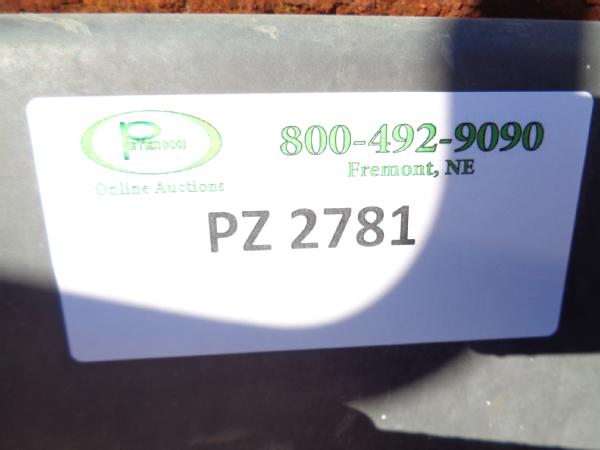 Peterson
Online Auctions
800-492-9090
Fremont, NE
PZ 2781